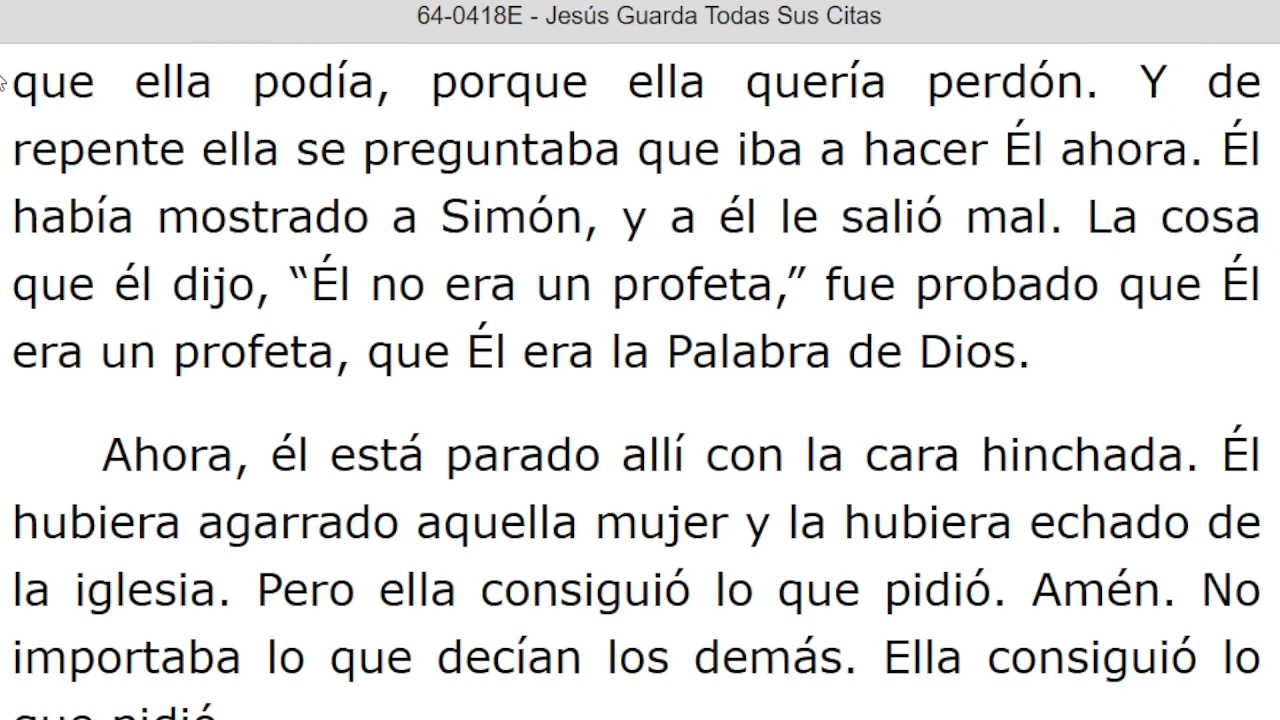 64-0418E - Jesús Guarda Todas Sus Citas
que ella podía, porque ella quería perdón. Y de
repente ella se preguntaba que iba a hacer Él ahora. Él
había mostrado a Simón, y a él le salió mal. La cosa
que él dijo, “Él no era un profeta,” fue probado que Él
era un profeta, que Él era la Palabra de Dios.
Ahora, él está parado allí con la cara hinchada. Él
hubiera agarrado aquella mujer y la hubiera echado de
la iglesia. Pero ella consiguió lo que pidió. Amén. No
importaba lo que decían los demás. Ella consiguió lo
que pidió